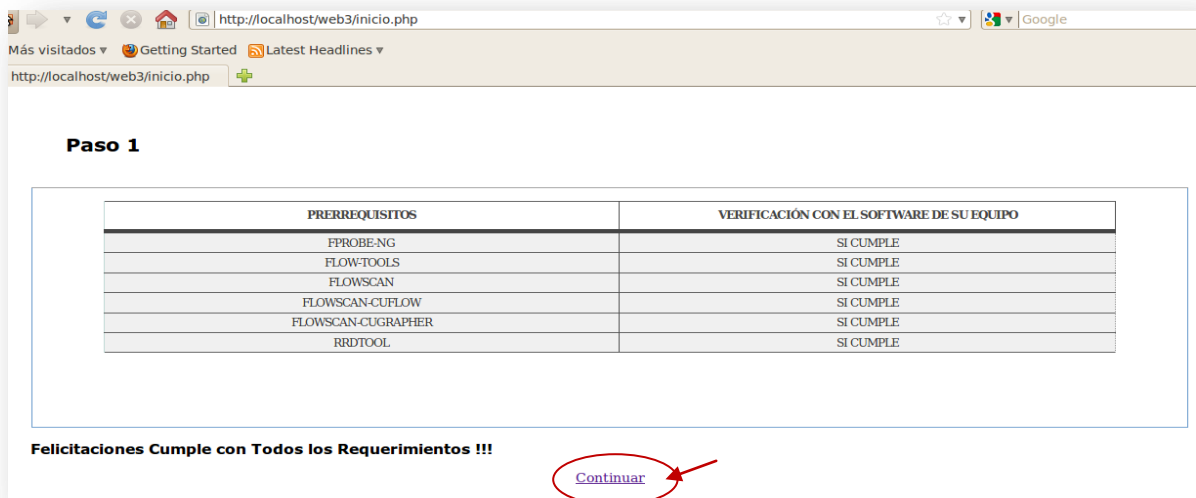 http://localhost/web3/inicio.php
Google
Más visitados
Getting Started
Latest Headlines
http://localhost/web3/inicio.php
Paso 1
PRERREQUISITOS VERIFICACIÓN CON EL SOFTWARE DE SU EQUIPO
FPROBE-NG SI CUMPLE
FLOW-TOOLS SI CUMPLE
FLOWSCAN SI CUMPLE
FLOWSCAN-CUFLOW SI CUMPLE
FLOWSCAN-CUGRAPHER SI CUMPLE
RRDTOOL SI CUMPLE
Felicitaciones Cumple con Todos los Requerimientos !!!
Continuar